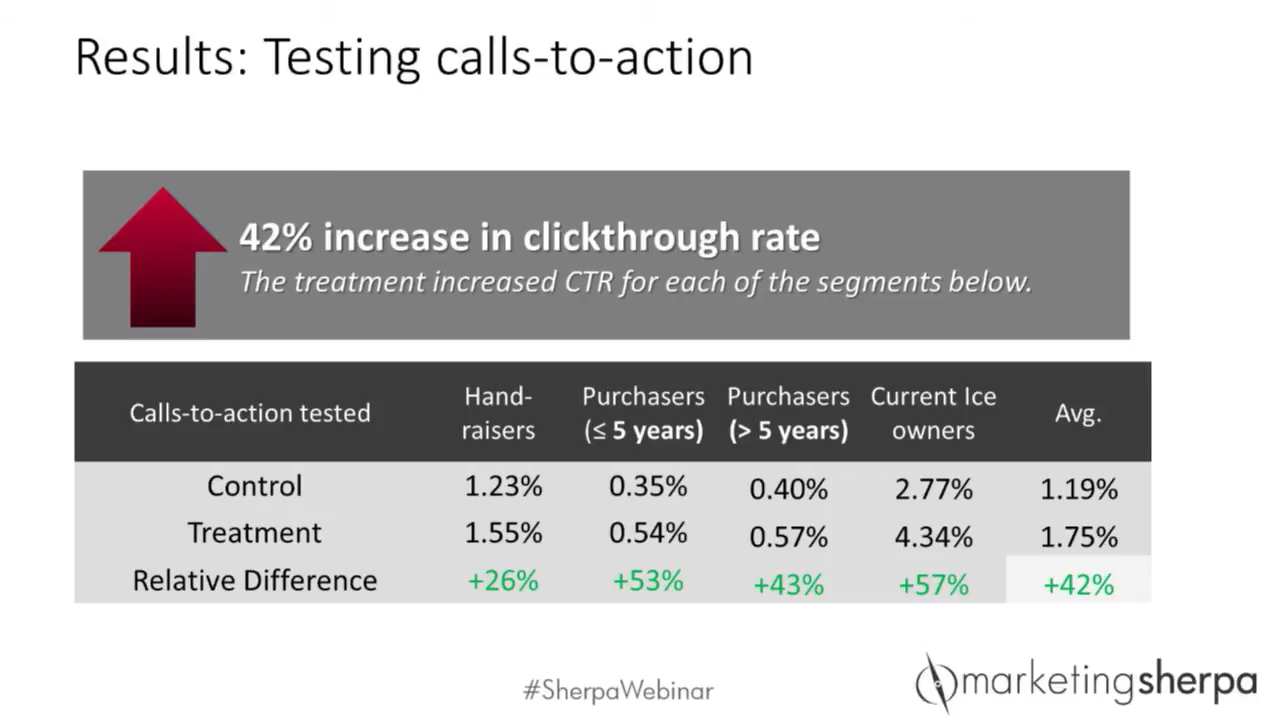 Results: Testing calls-to-action
42% increase in clickthrough rate
The treatment increased CTR for each of the segments below.
Calls-to-action tested Hand-raisers Purchasers (≤ 5 years) Purchasers (> 5 years) Current Ice owners Avg.
Control 1.23% 0.35% 0.40% 2.77% 1.19%
Treatment 1.55% 0.54% 0.57% 4.34% 1.75%
Relative Difference +26% +53% +43% +57% +42%
#SherpaWebinar
marketingsherpa